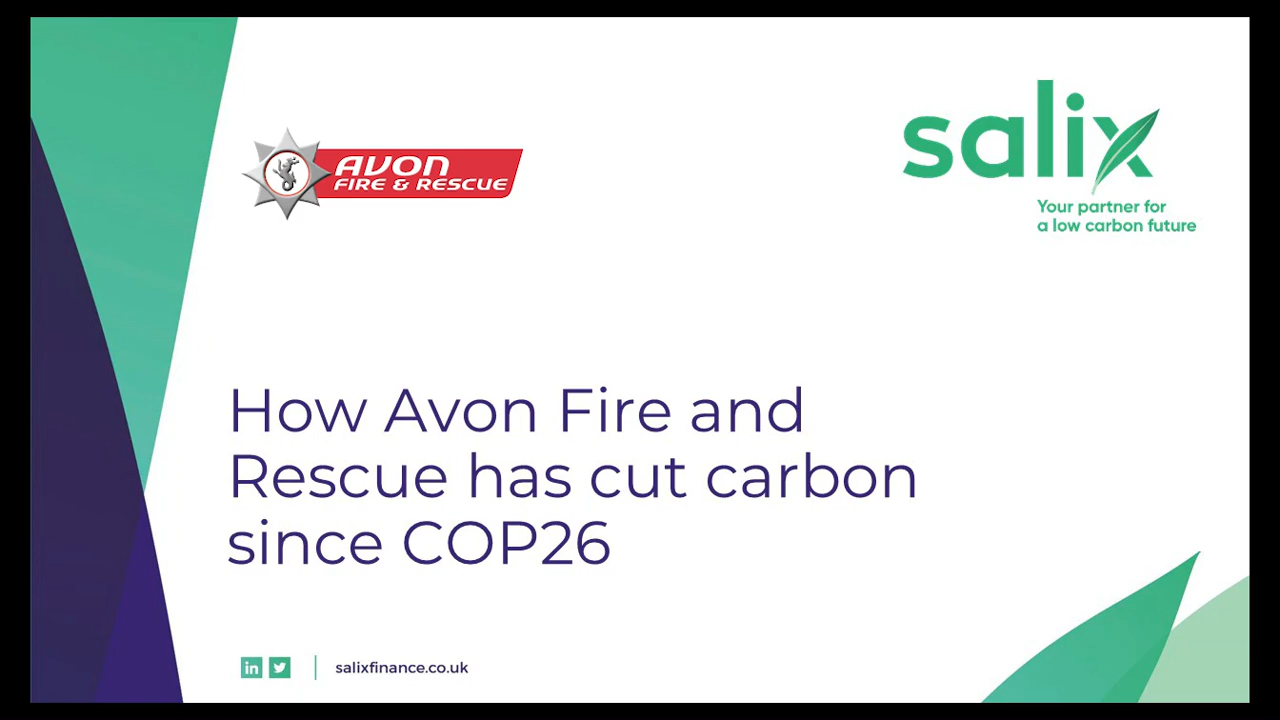 AVON
FIRE & RESCUE
salix
Your partner for
a low carbon future
How Avon Fire and
Rescue has cut carbon
since COP26
in
salixfinance.co.uk